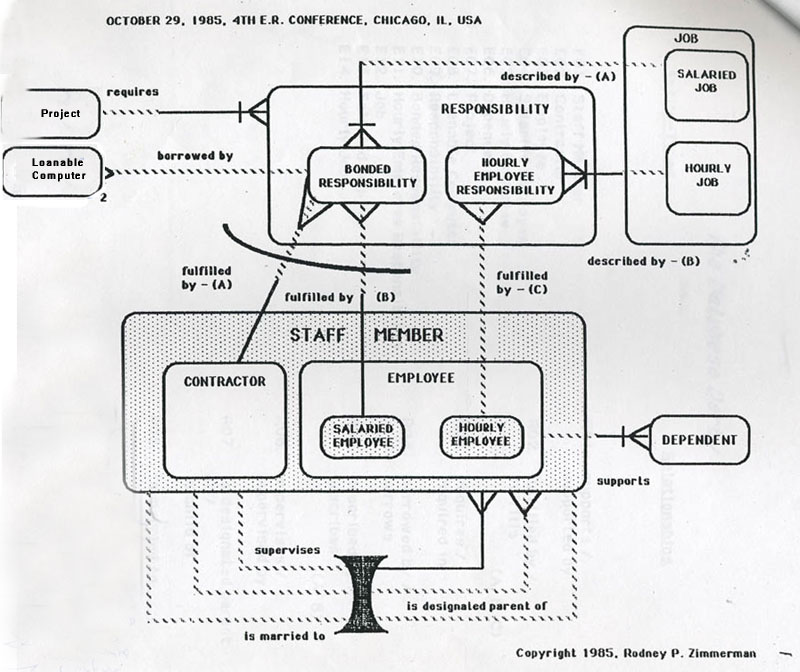 OCTOBER 29, 1985, 4TH E.R. CONFERENCE, CHICAGO, IL, USA
JOB
SALARIED
JOB
HOURLY
JOB
described by - (A)
requires
Project
RESPONSIBILITY
Loanable
Computer
borrowed by
2
BONDED
RESPONSIBILITY
HOURLY
EMPLOYEE
RESPONSIBILITY
described by - (B)
fulfilled
by - (A)
fulfilled by (B)
fulfilled
by - (C)
STAFF MEMBER
CONTRACTOR
EMPLOYEE
SALARIED
EMPLOYEE
HOURLY
EMPLOYEE
DEPENDENT
supports
supervises
is designated parent of
is married to
Copyright 1985, Rodney P. Zimmerman